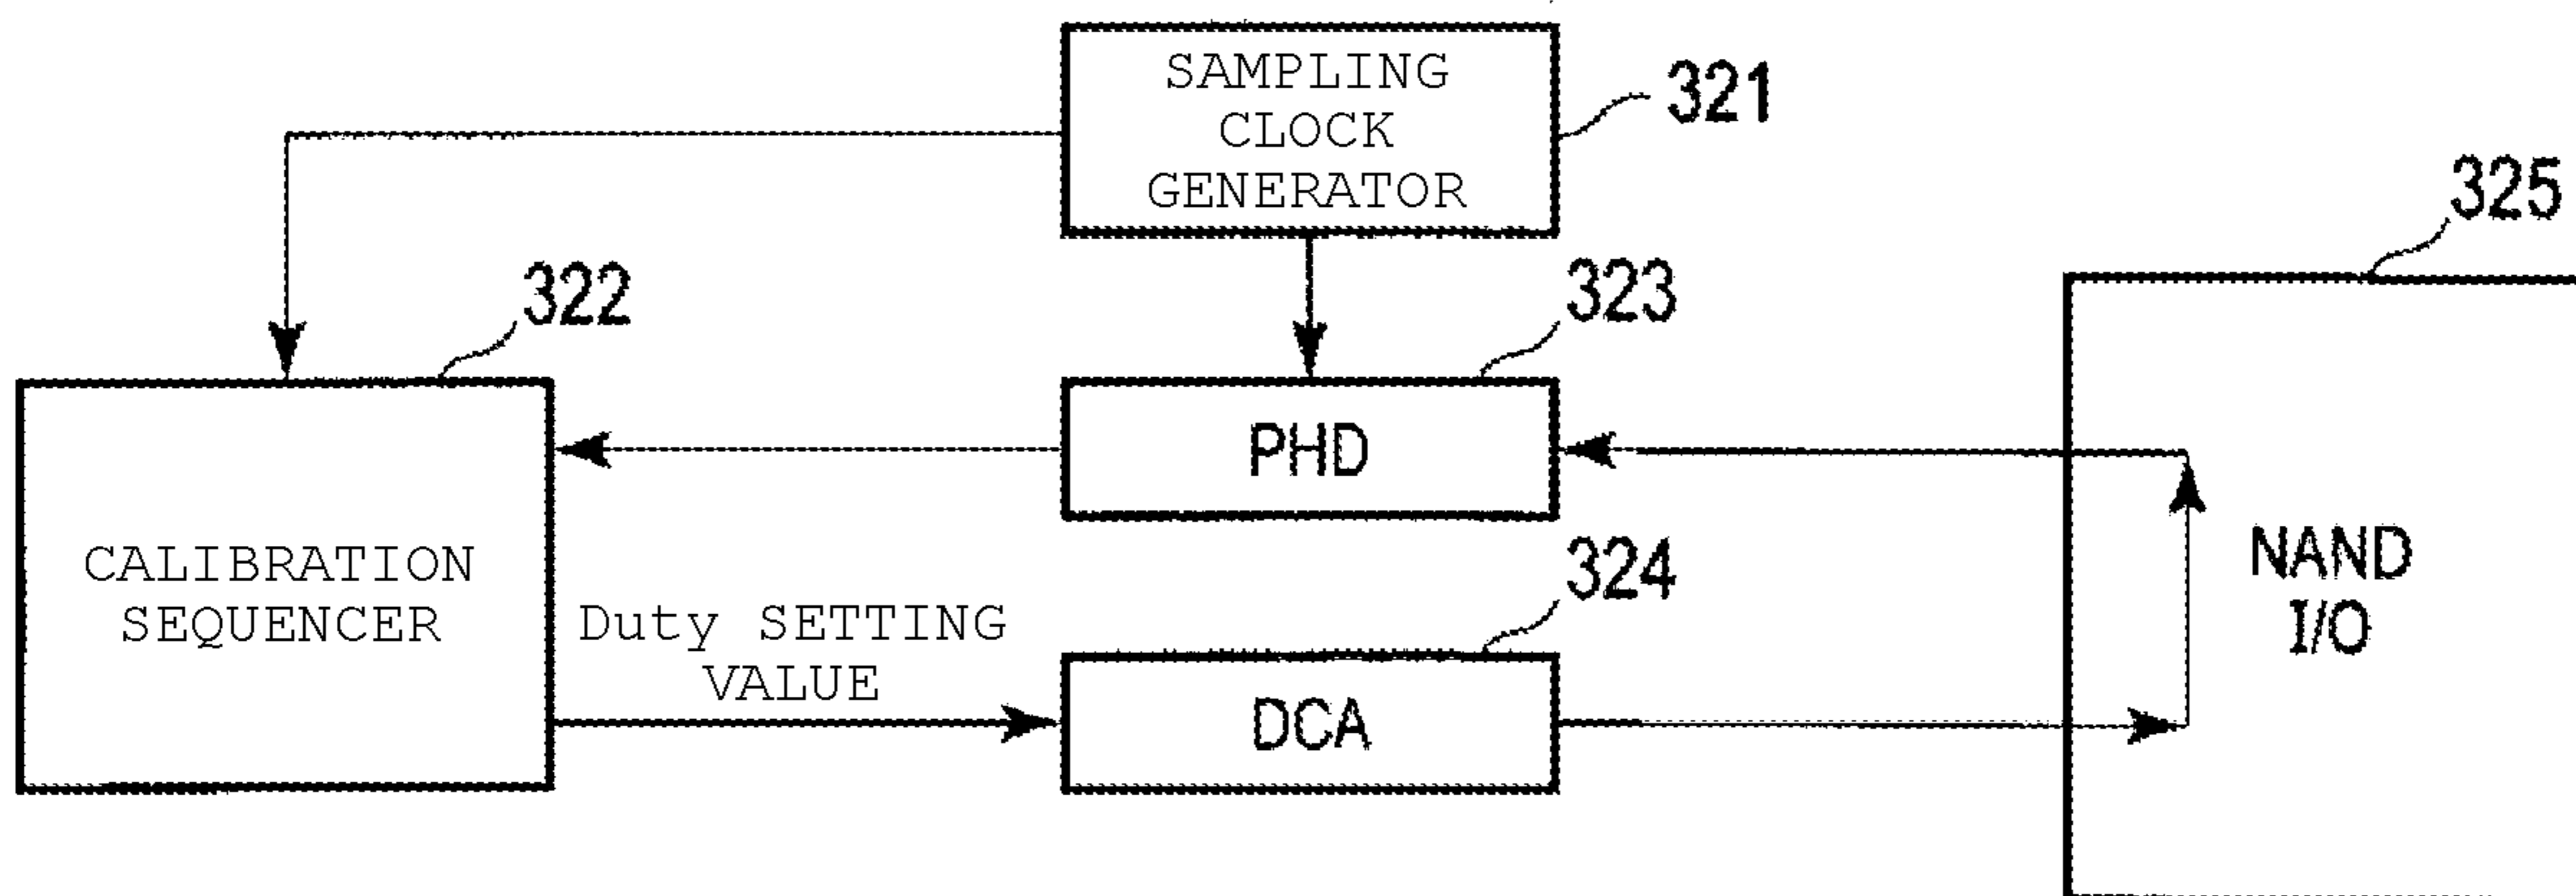 SAMPLING
CLOCK
GENERATOR
321
325
322
323
PHD
CALIBRATION
SEQUENCER
Duty SETTING
VALUE
324
DCA
NAND
I/O